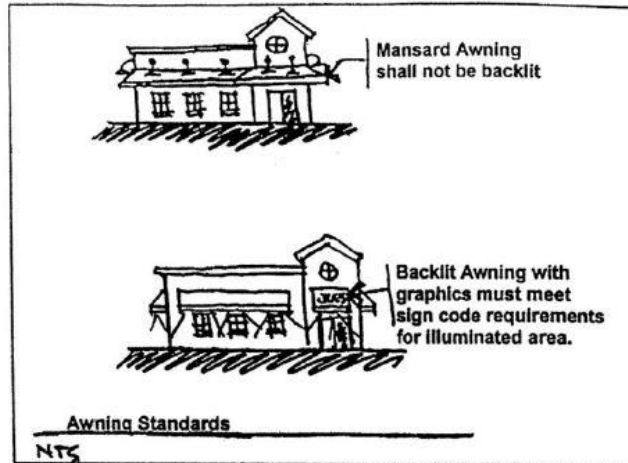 Mansard Awning
shall not be backlit
Backlit Awning with
graphics must meet
sign code requirements
for illuminated area.
Awning Standards
NTS